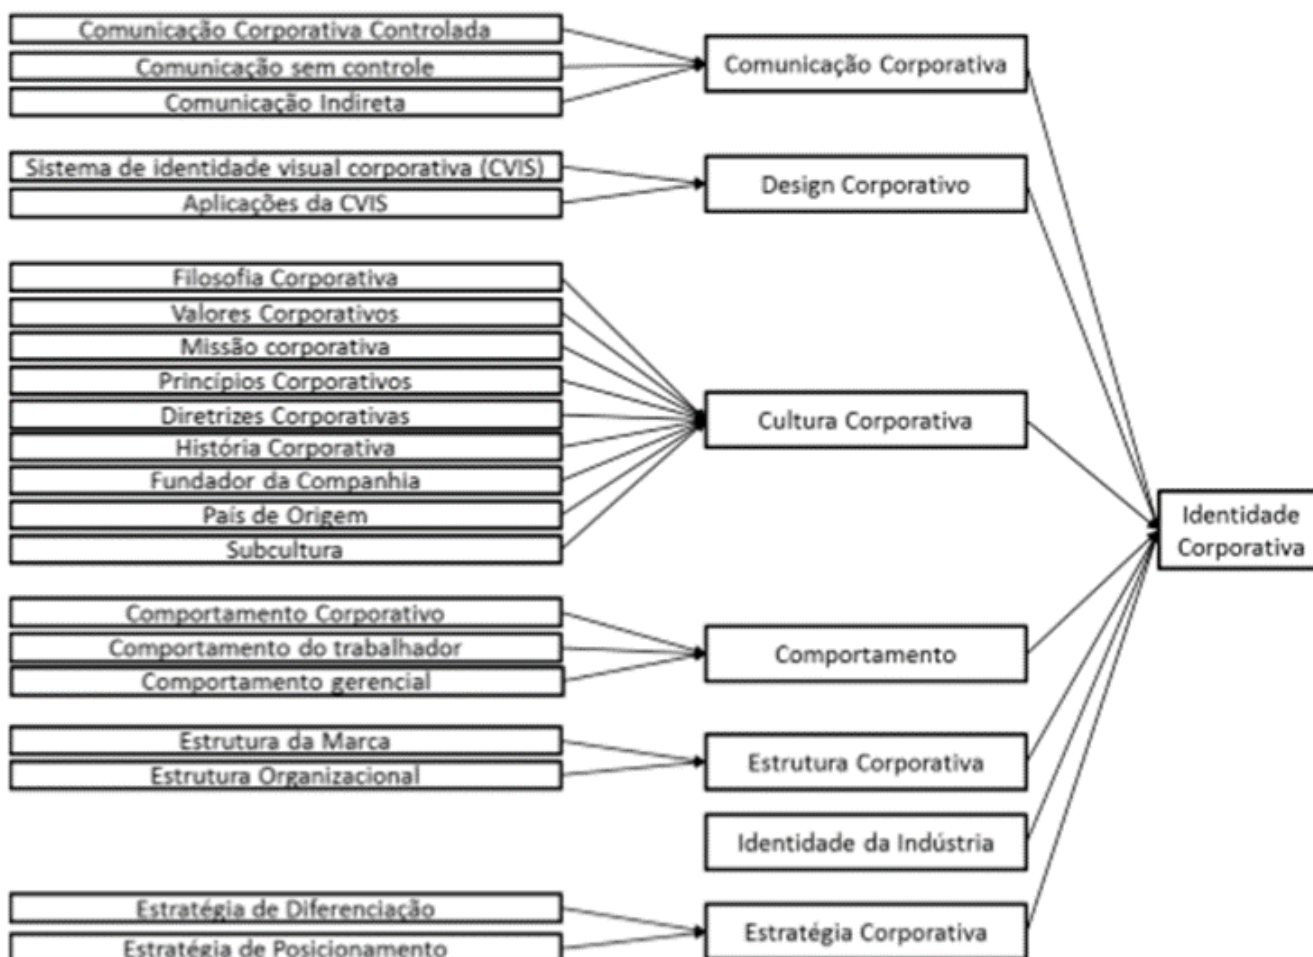 Comunicação Corporativa Controlada
Comunicação sem controle
Comunicação Indireta
Comunicação Corporativa
Sistema de identidade visual corporativa (CVIS)
Aplicações da CVIS
Design Corporativo
Filosofia Corporativa
Valores Corporativos
Missão corporativa
Princípios Corporativos
Diretrizes Corporativas
História Corporativa
Fundador da Companhia
País de Origem
Subcultura
Cultura Corporativa
Comportamento Corporativo
Comportamento do trabalhador
Comportamento gerencial
Comportamento
Estrutura da Marca
Estrutura Organizacional
Estrutura Corporativa
Identidade da Indústria
Estratégia de Diferenciação
Estratégia de Posicionamento
Estratégia Corporativa
Identidade
Corporativa